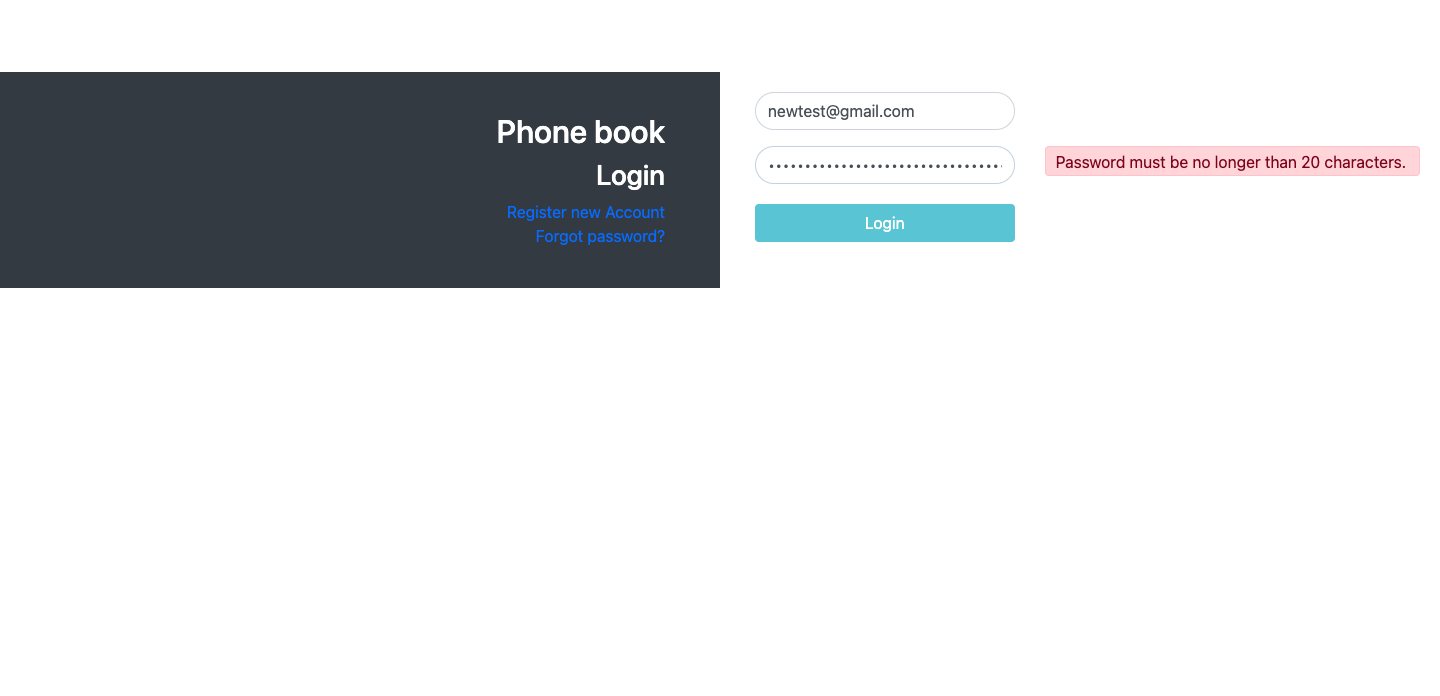 Phone book
Login
Register new Account
Forgot password?
newtest@gmail.com
Password must be no longer than 20 characters.
Login